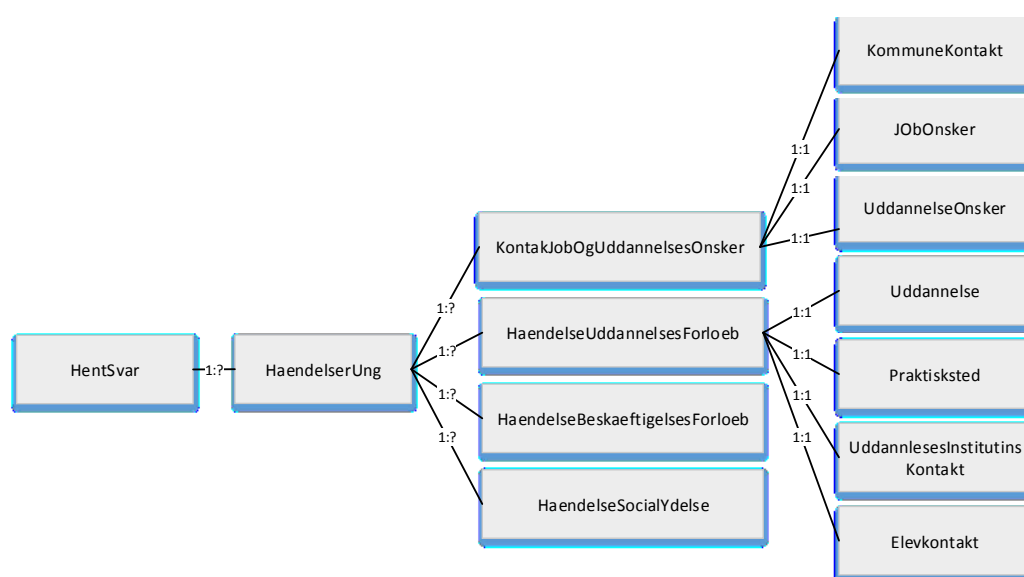 HentSvar
1:?
HaendelserUng
1:?
1:?
1:?
1:?
KontakJobOgUddannelsesOnsker
HaendelseUddannelsesForloeb
HaendelseBeskaeftigelsesForloeb
HaendelseSocialYdelse
1:1
1:1
1:1
1:1
1:1
1:1
1:1
KommuneKontakt
JObOnsker
UddannelseOnsker
Uddannelse
Praktisksted
UddannlesesInstitutins
Kontakt
Elevkontakt